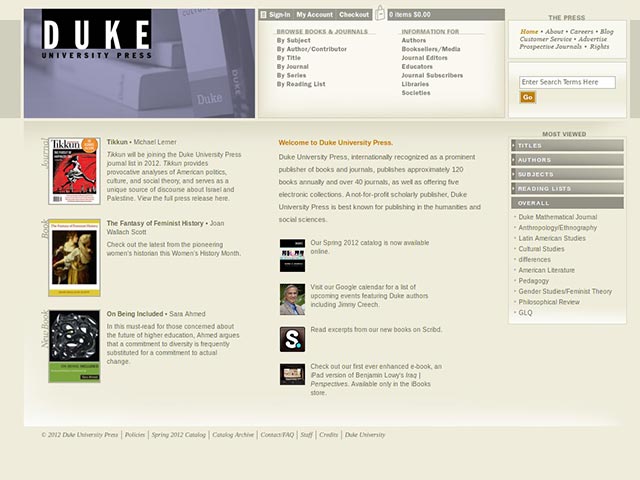 DUKE
UNIVERSITY PRESS
Duke
Sign-In | My Account | Checkout
0 items $0.00
BROWSE BOOKS & JOURNALS
By Subject
By Author/Contributor
By Title
By Journal
By Series
By Reading List
INFORMATION FOR
Authors
Booksellers/Media
Journal Editors
Educators
Journal Subscribers
Libraries
Societies
THE PRESS
Home • About • Careers • Blog
Customer Service • Advertise
Prospective Journals • Rights
Enter Search Terms Here
Go
Journal
Tikkun
Tikkun • Michael Lerner
Tikkun will be joining the Duke University Press
journal list in 2012. Tikkun provides
provocative analyses of American politics,
culture, and social theory, and serves as a
unique source of discourse about Israel and
Palestine. View the full press release here.
Book
The Fantasy of Feminist History • Joan
Wallach Scott
Check out the latest from the pioneering
women's historian this Women's History Month.
New Book
ON BEING INCLUDED
On Being Included • Sara Ahmed
In this must-read for those concerned about
the future of higher education, Ahmed argues
that a commitment to diversity is frequently
substituted for a commitment to actual
change.
Welcome to Duke University Press.
Duke University Press, internationally recognized as a prominent
publisher of books and journals, publishes approximately 120
books annually and over 40 journals, as well as offering five
electronic collections. A not-for-profit scholarly publisher, Duke
University Press is best known for publishing in the humanities and
social sciences.
Our Spring 2012 catalog is now available
online.
Visit our Google calendar for a list of
upcoming events featuring Duke authors
including Jimmy Creech.
S.
Read excerpts from our new books on Scribd.
Check out our first ever enhanced e-book, an
iPad version of Benjamin Lowy's Iraq |
Perspectives. Available only in the iBooks
store.
MOST VIEWED
TITLES
AUTHORS
SUBJECTS
READING LISTS
OVERALL
Duke Mathematical Journal
Anthropology/Ethnography
Latin American Studies
Cultural Studies
differences
American Literature
Pedagogy
Gender Studies/Feminist Theory
Philosophical Review
GLQ
© 2012 Duke University Press | Policies | Spring 2012 Catalog | Catalog Archive | Contact/FAQ | Staff | Credits | Duke University